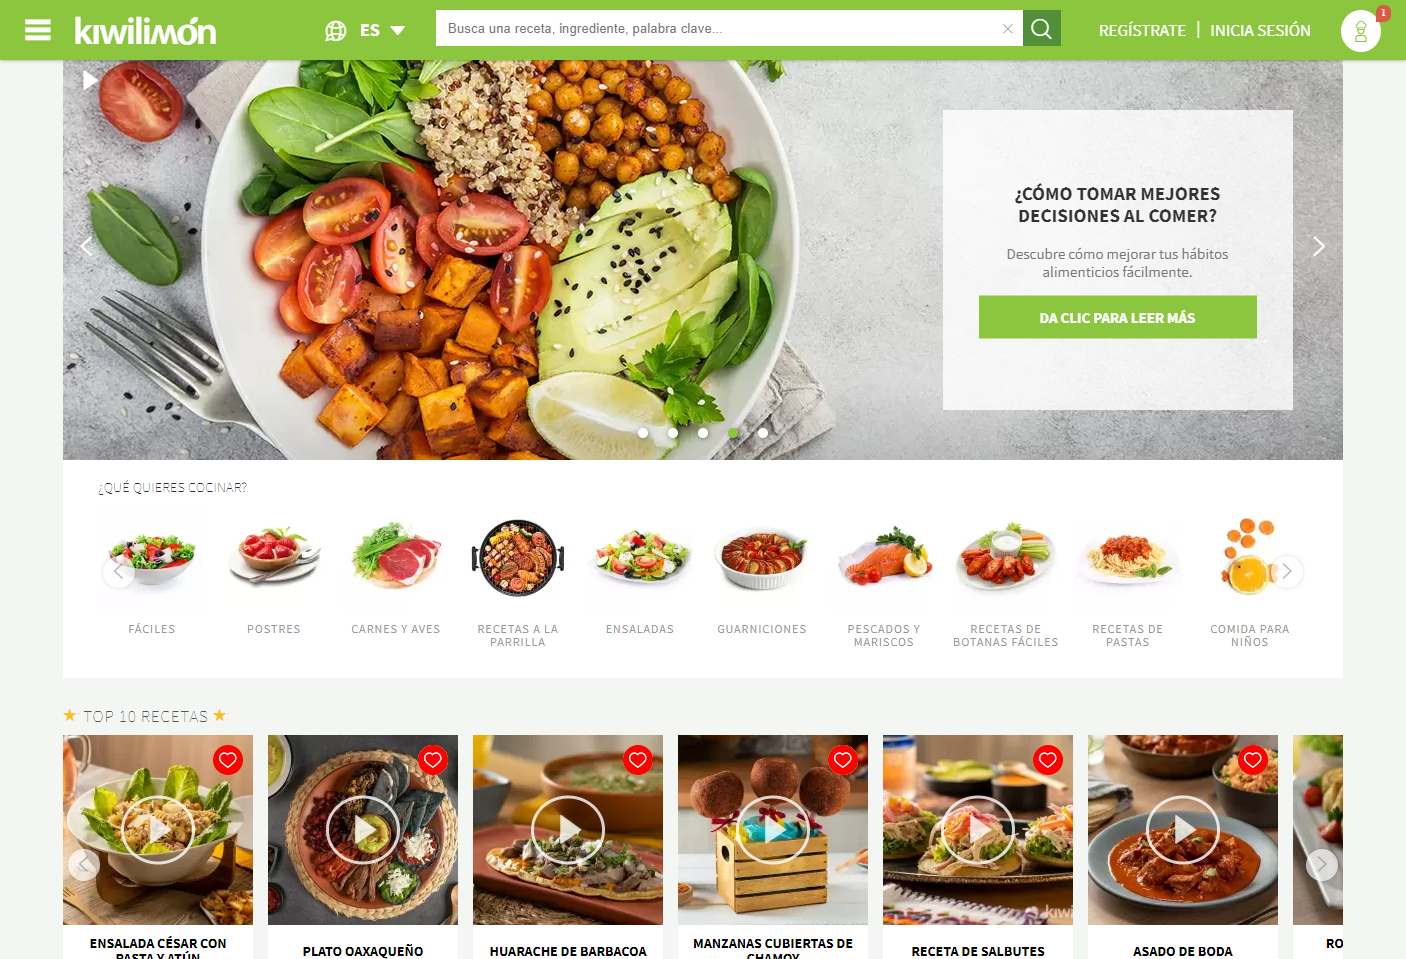 kiwilimón
ES
Busca una receta, ingrediente, palabra clave...
REGÍSTRATE | INICIA SESIÓN
1
¿CÓMO TOMAR MEJORES
DECISIONES AL COMER?
Descubre cómo mejorar tus hábitos
alimenticios fácilmente.
DA CLIC PARA LEER MÁS
¿QUÉ QUIERES COCINAR?
FÁCILES
POSTRES
CARNES Y AVES
RECETAS A LA
PARRILLA
ENSALADAS
GUARNICIONES
PESCADOS Y
MARISCOS
RECETAS DE
BOTANAS FÁCILES
RECETAS DE
PASTAS
COMIDA PARA
NIÑOS
TOP 10 RECETAS
ENSALADA CÉSAR CON
PASTA Y ATÚN
PLATO OAXAQUEÑO
HUARACHE DE BARBACOA
MANZANAS CUBIERTAS DE
CHAMOY
RECETA DE SALBUTES
ASADO DE BODA
RO